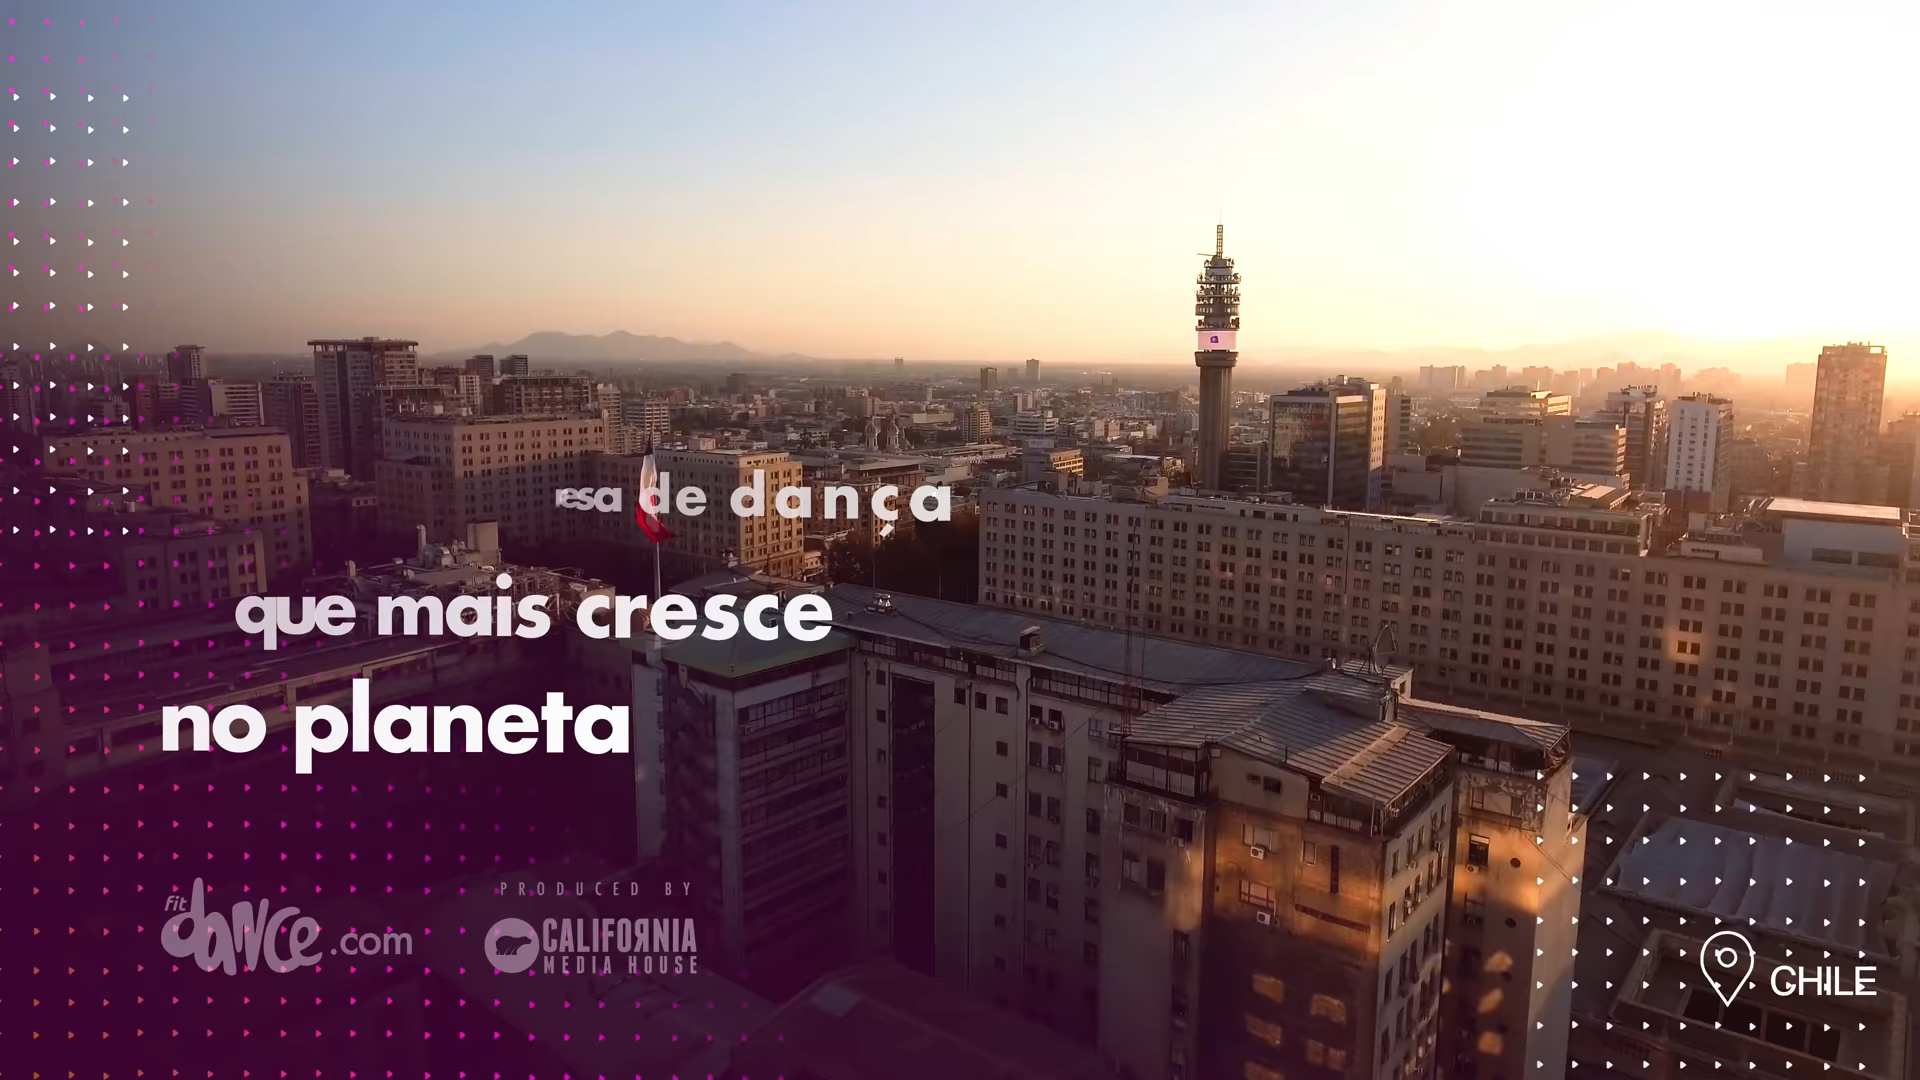 esa de dança
que mais cresce
no planeta
fit dance .com
PRODUCED BY
CALIFORNIA
MEDIA HOUSE
CHILE